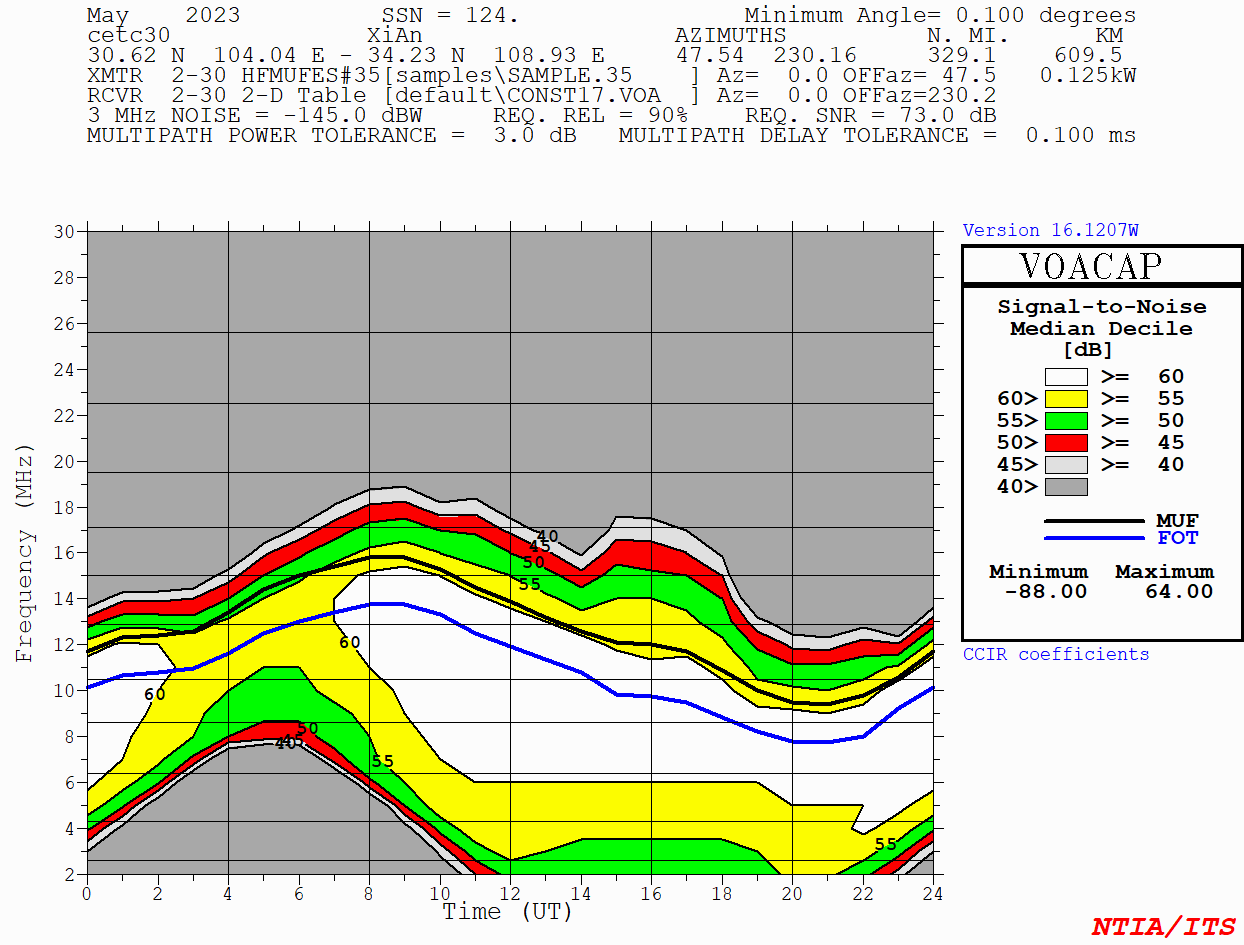 May    2023          SSN = 124.                Minimum Angle= 0.100 degrees
cetc30              XiAn                  AZIMUTHS          N. MI.      KM
30.62 N  104.04 E - 34.23 N  108.93 E     47.54  230.16     329.1    609.5
XMTR  2-30 HFMUFES#35[samples\SAMPLE.35    ] Az=  0.0 OFFaz= 47.5   0.125kW
RCVR  2-30 2-D Table [default\CONST17.VOA  ] Az=  0.0 OFFaz=230.2
3 MHz NOISE = -145.0 dBW     REQ. REL = 90%    REQ. SNR = 73.0 dB
MULTIPATH POWER TOLERANCE =  3.0 dB   MULTIPATH DELAY TOLERANCE =  0.100 ms
Version 16.1207W
VOACAP
Signal-to-Noise
Median Decile
[dB]
>= 60
60> >= 55
55> >= 50
50> >= 45
45> >= 40
40>
MUF
FOT
Minimum Maximum
-88.00 64.00
CCIR coefficients
Frequency (MHz)
30
28
26
24
22
20
18
16
14
12
10
8
6
4
2
40
45
50
55
60
60
50
45
40
55
55
0 2 4 6 8 10 12 14 16 18 20 22 24
Time (UT)
NTIA/ITS